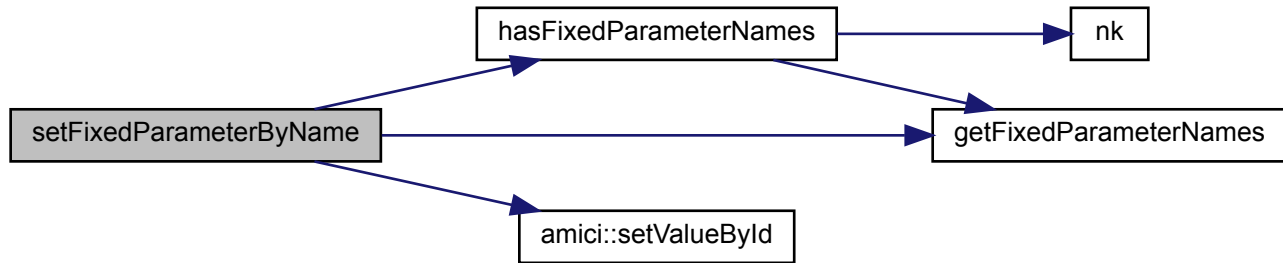 hasFixedParameterNames
nk
setFixedParameterByName
getFixedParameterNames
amici::setValueById